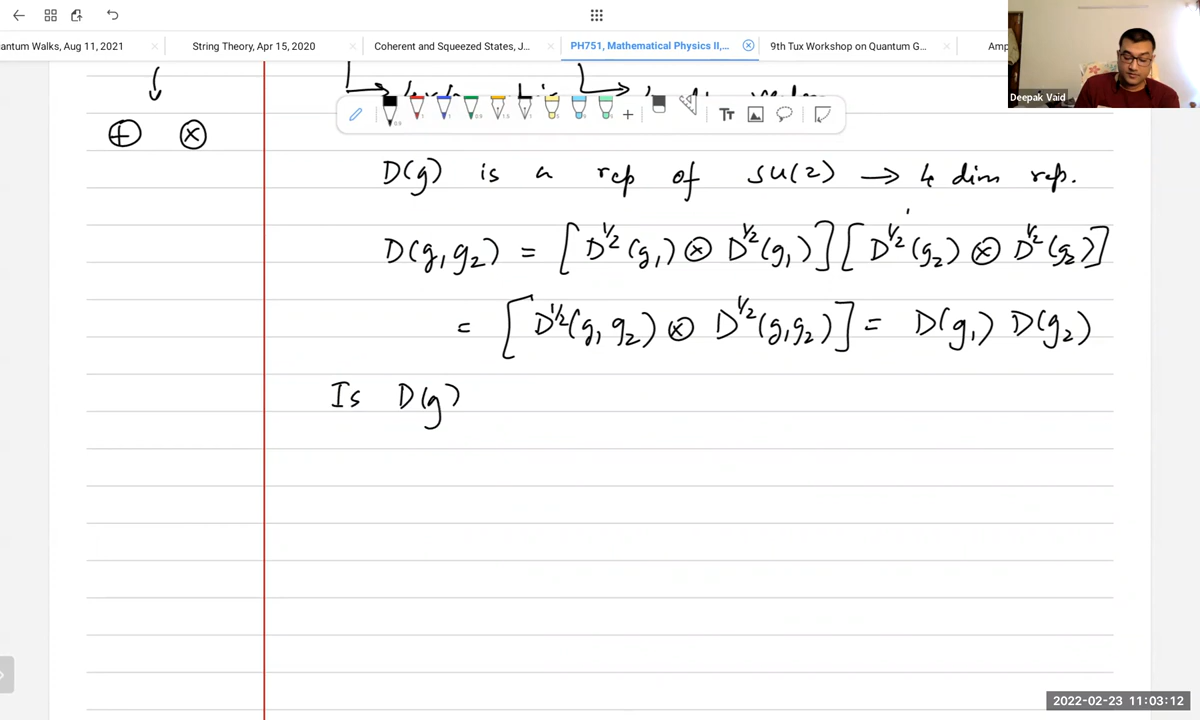 antum Walks, Aug 11, 2021 × String Theory, Apr 15, 2020 × Coherent and Squeezed States, J... × PH751, Mathematical Physics II,... 9th Tux Workshop on Quantum G... × Amp
Deepak Vaid
⊕ ⊗
D(g) is a rep of SU(2) → 4 dim rep.
D(g₁g₂) = [D^{1/2}(g₁) ⊗ D^{1/2}(g₁)][D^{1/2}(g₂) ⊗ D^{1/2}(g₂)]
= [D^{1/2}(g₁g₂) ⊗ D^{1/2}(g₁g₂)] = D(g₁) D(g₂)
Is D(g)
2022-02-23 11:03:12